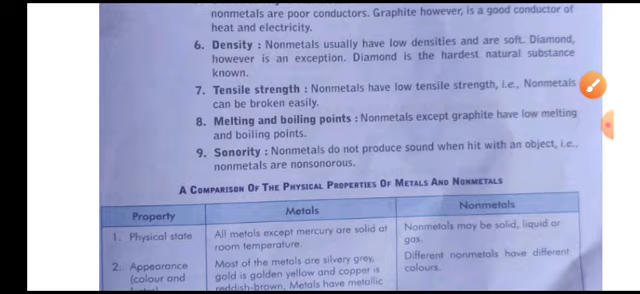 nonmetals are poor conductors. Graphite however, is a good conductor of
heat and electricity.
6. Density : Nonmetals usually have low densities and are soft. Diamond,
however is an exception. Diamond is the hardest natural substance
known.
7. Tensile strength : Nonmetals have low tensile strength, i.e., Nonmetals
can be broken easily.
8. Melting and boiling points : Nonmetals except graphite have low melting
and boiling points.
9. Sonority : Nonmetals do not produce sound when hit with an object, i.e.,
nonmetals are nonsonorous.
A COMPARISON OF THE PHYSICAL PROPERTIES OF METALS AND NONMETALS
Property Metals Nonmetals
1. Physical state All metals except mercury are solid at Nonmetals may be solid, liquid or
room temperature. gas.
2. Appearance Most of the metals are silvery grey, Different nonmetals have different
(colour and gold is golden yellow and copper is colours.
reddish-brown. Metals have metallic